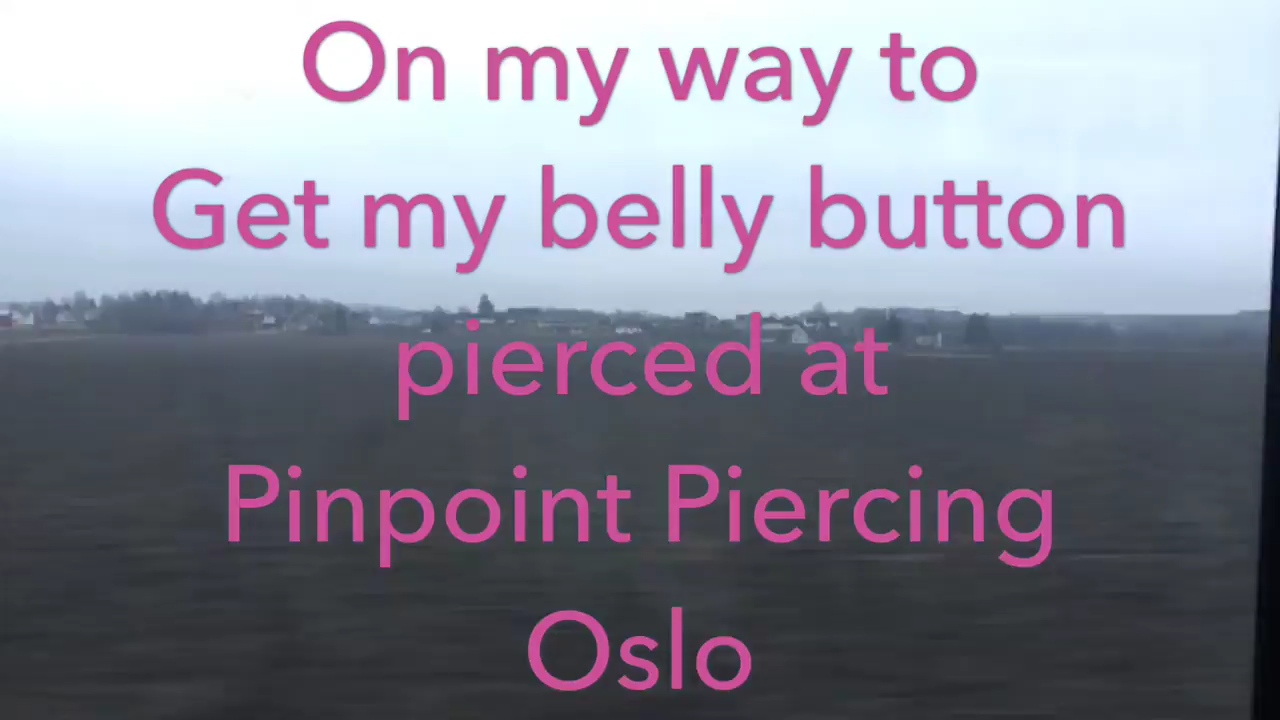 On my way to
Get my belly button
pierced at
Pinpoint Piercing
Oslo